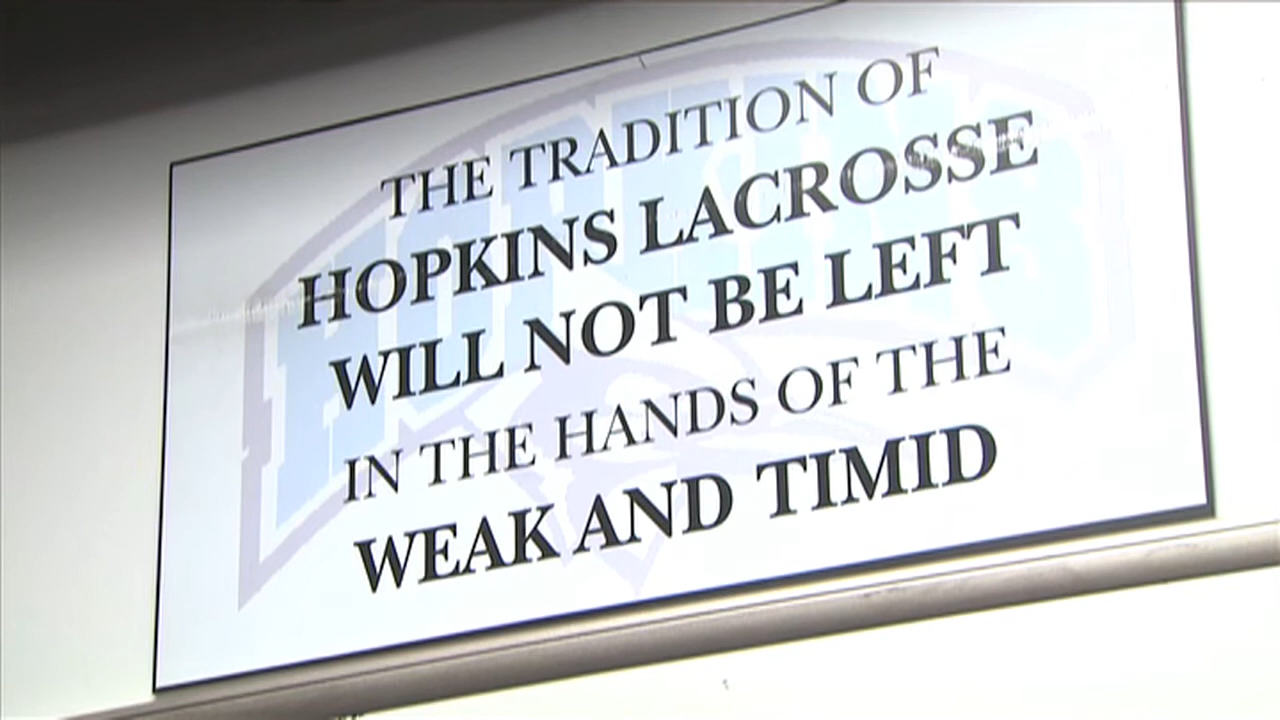 THE TRADITION OF
HOPKINS LACROSSE
WILL NOT BE LEFT
IN THE HANDS OF THE
WEAK AND TIMID